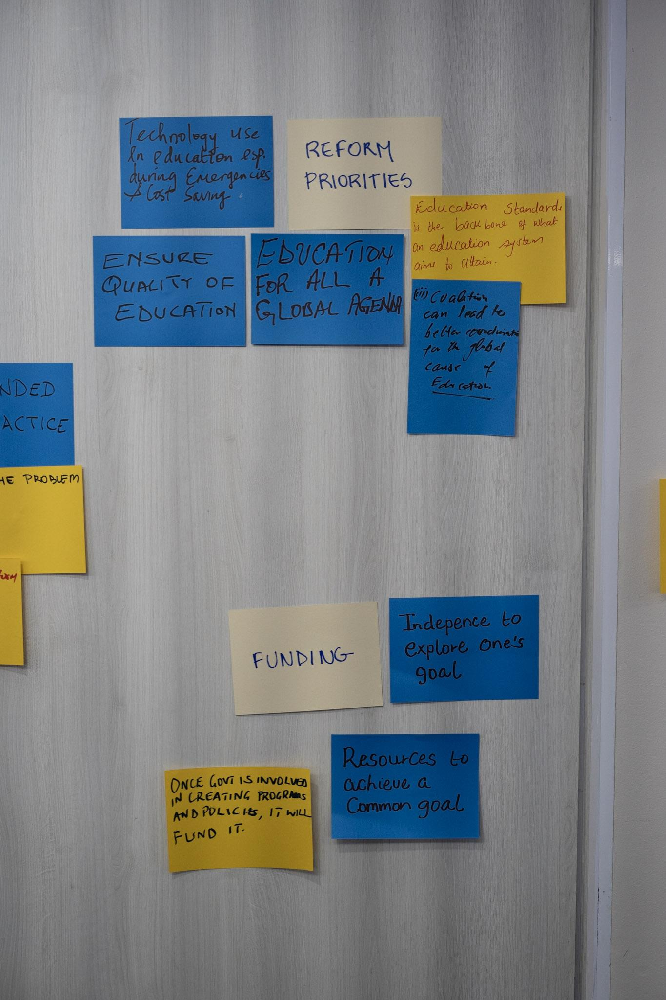 Technology use
In education esp.
during Emergencies
& Cost Saving.
REFORM
PRIORITIES
Education Standards
is the backbone of what
an education system
aims to attain.
ENSURE
QUALITY OF
EDUCATION
EDUCATION
FOR ALL A
GLOBAL AGENDA
(iii) Coalition
can lead to
better coordination
for the global
cause of
Education.
NDED
ACTICE
HE PROBLEM
FUNDING
Indepence to
explore one's
goal
ONCE GOVT IS INVOLVED
IN CREATING PROGRAMS
AND POLICIES, IT WILL
FUND IT.
Resources to
achieve a
Common goal